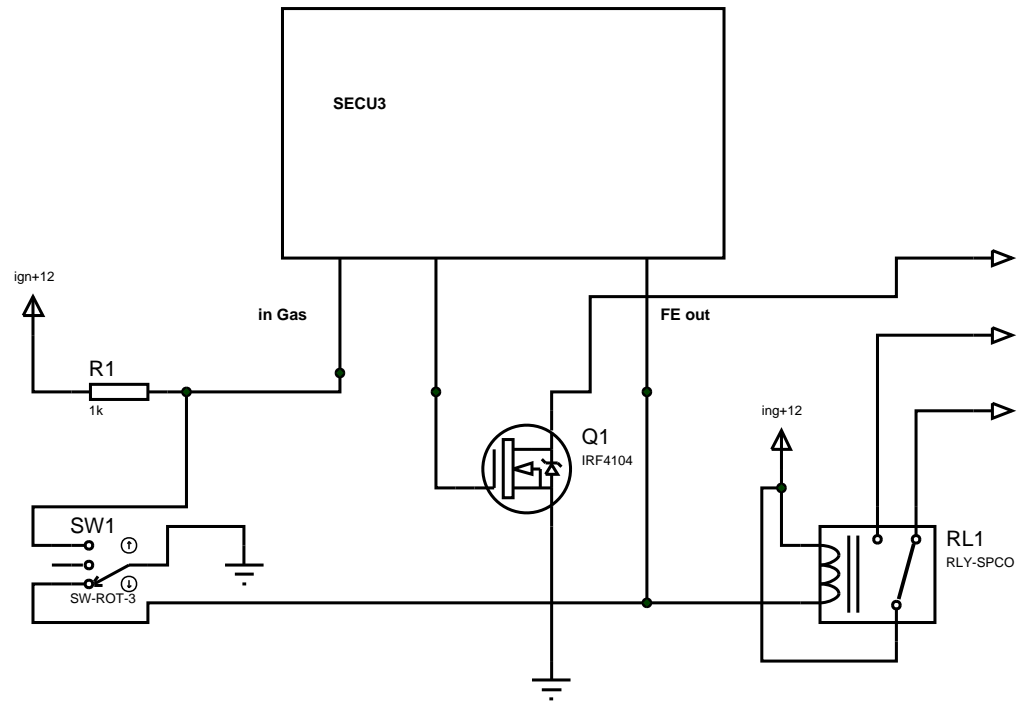 SECU3
ign+12
in Gas
FE out
R1
1k
ing+12
Q1
IRF4104
SW1
SW-ROT-3
RL1
RLY-SPCO